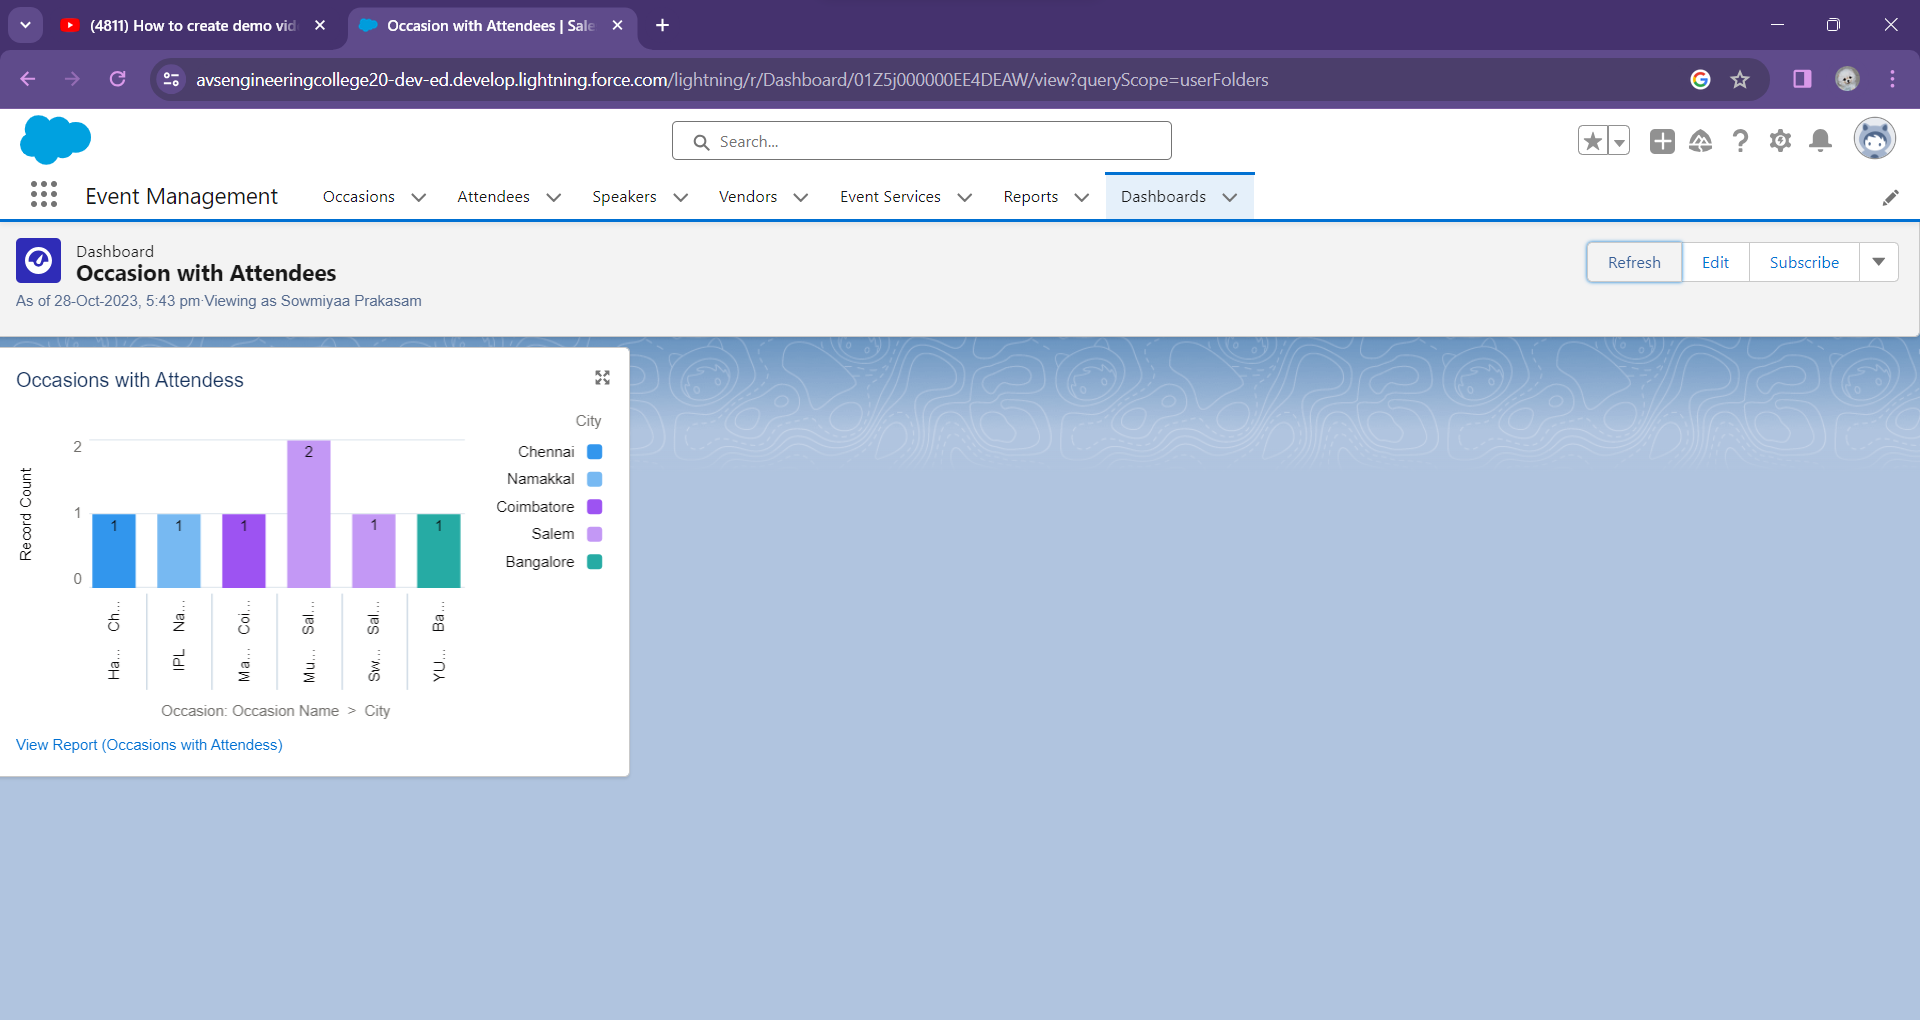 (4811) How to create demo vid
Occasion with Attendees | Sale
avsengineeringcollege20-dev-ed.develop.lightning.force.com/lightning/r/Dashboard/01Z5j000000EE4DEAW/view?queryScope=userFolders
Search...
Event Management
Occasions
Attendees
Speakers
Vendors
Event Services
Reports
Dashboards
Dashboard
Occasion with Attendees
As of 28-Oct-2023, 5:43 pm·Viewing as Sowmiyaa Prakasam
Refresh
Edit
Subscribe
Occasions with Attendess
City
Chennai
Namakkal
Coimbatore
Salem
Bangalore
Record Count
2
1
0
1
1
1
2
1
1
Ch...
Na...
Coi...
Sal...
Sal...
Ba...
Ha...
IPL
Ma...
Mu...
Sw...
YU...
Occasion: Occasion Name > City
View Report (Occasions with Attendess)